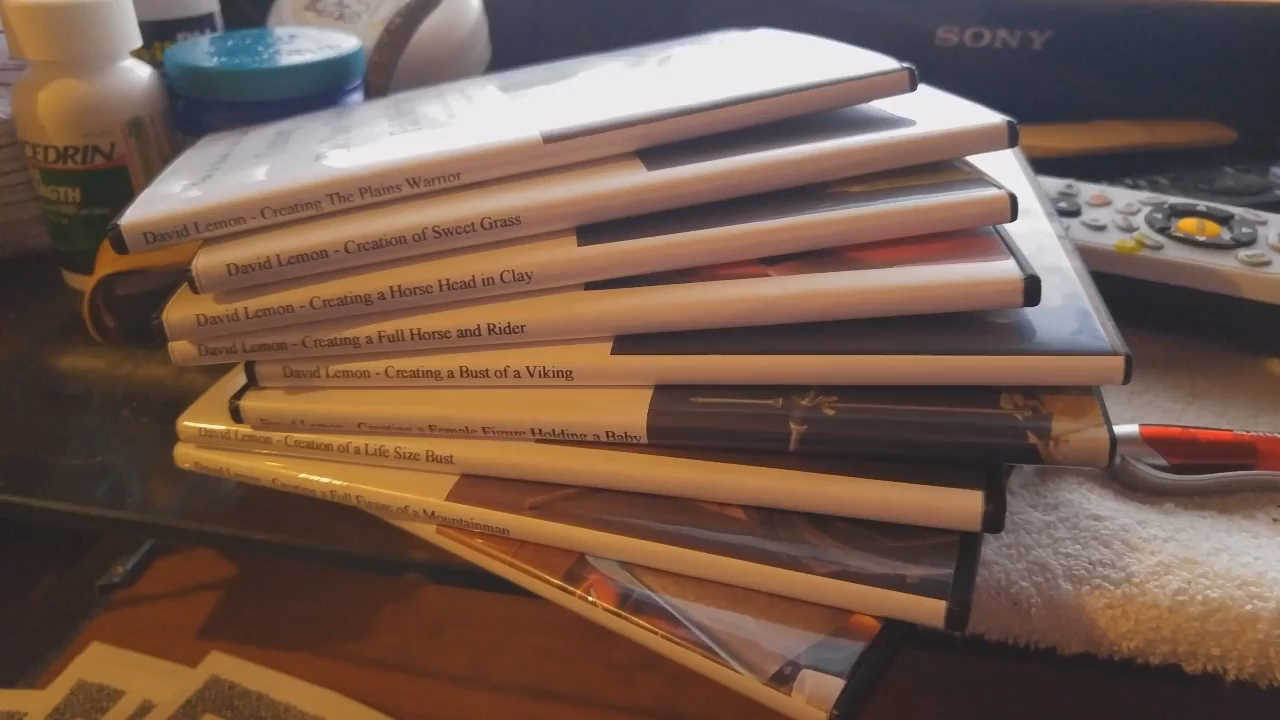 SONY
EDRIN
GTH
David Lemon - Creating The Plains Warrior
David Lemon - Creation of Sweet Grass
David Lemon - Creating a Horse Head in Clay
David Lemon - Creating a Full Horse and Rider
David Lemon - Creating a Bust of a Viking
David Lemon - Creating a Female Figure Holding a Baby
David Lemon - Creation of a Life Size Bust
David Lemon - Creating a Full Figure of a Mountainman